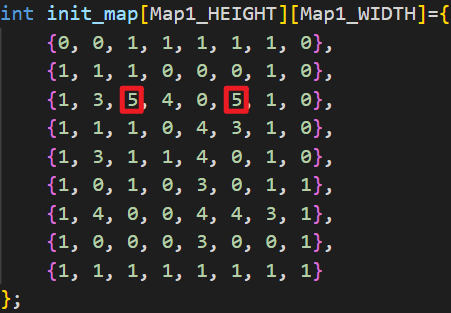 int init_map[Map1_HEIGHT][Map1_WIDTH]={
{0, 0, 1, 1, 1, 1, 1, 0},
{1, 1, 1, 0, 0, 0, 1, 0},
{1, 3, 5, 4, 0, 5, 1, 0},
{1, 1, 1, 0, 4, 3, 1, 0},
{1, 3, 1, 1, 4, 0, 1, 0},
{1, 0, 1, 0, 3, 0, 1, 1},
{1, 4, 0, 0, 4, 4, 3, 1},
{1, 0, 0, 0, 3, 0, 0, 1},
{1, 1, 1, 1, 1, 1, 1, 1}
};